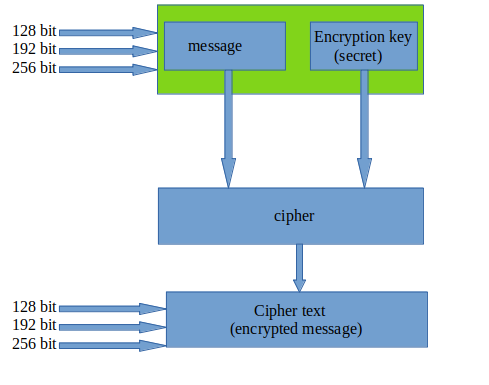 128 bit
192 bit
256 bit
message
Encryption key
(secret)
cipher
128 bit
192 bit
256 bit
Cipher text
(encrypted message)